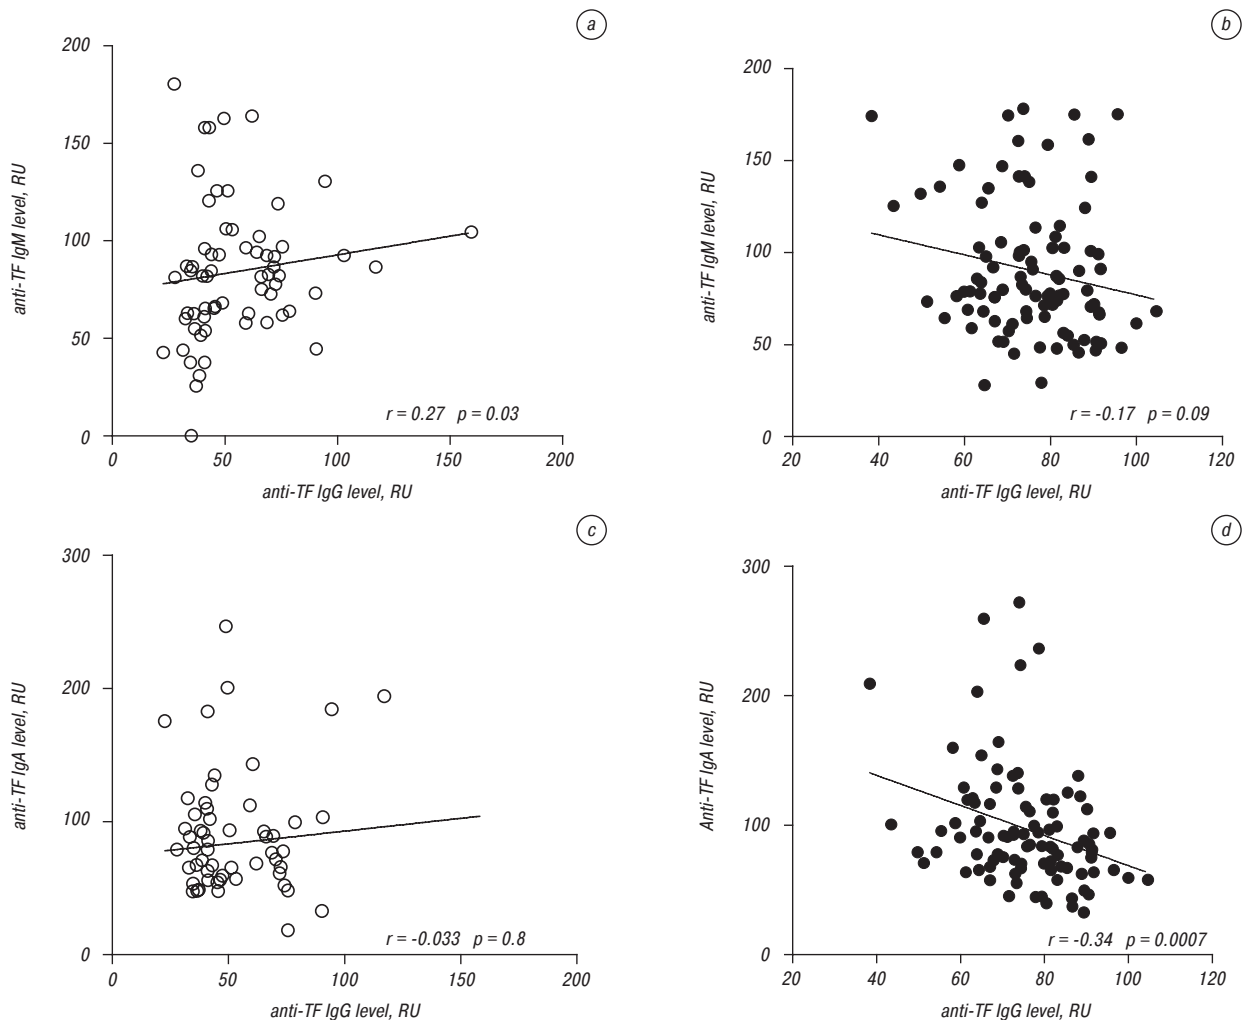 a
200
150
100
50
0
anti-TF IgM level, RU
r = 0.27 p = 0.03
0 50 100 150 200
anti-TF IgG level, RU
b
200
150
100
50
0
anti-TF IgM level, RU
r = -0.17 p = 0.09
20 40 60 80 100 120
anti-TF IgG level, RU
c
300
200
100
0
anti-TF IgA level, RU
r = -0.033 p = 0.8
0 50 100 150 200
anti-TF IgG level, RU
d
300
200
100
0
Anti-TF IgA level, RU
r = -0.34 p = 0.0007
20 40 60 80 100 120
anti-TF IgG level, RU